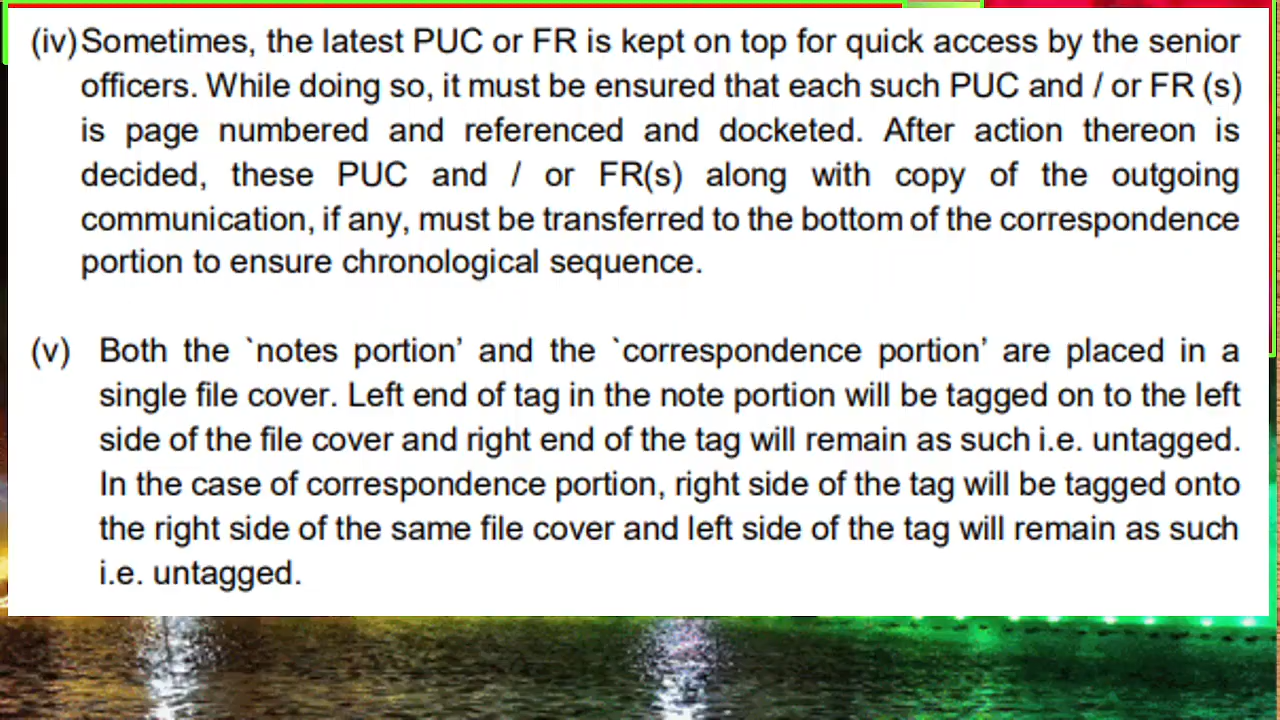 (iv) Sometimes, the latest PUC or FR is kept on top for quick access by the senior
officers. While doing so, it must be ensured that each such PUC and / or FR (s)
is page numbered and referenced and docketed. After action thereon is
decided, these PUC and / or FR(s) along with copy of the outgoing
communication, if any, must be transferred to the bottom of the correspondence
portion to ensure chronological sequence.
(v) Both the `notes portion’ and the `correspondence portion’ are placed in a
single file cover. Left end of tag in the note portion will be tagged on to the left
side of the file cover and right end of the tag will remain as such i.e. untagged.
In the case of correspondence portion, right side of the tag will be tagged onto
the right side of the same file cover and left side of the tag will remain as such
i.e. untagged.